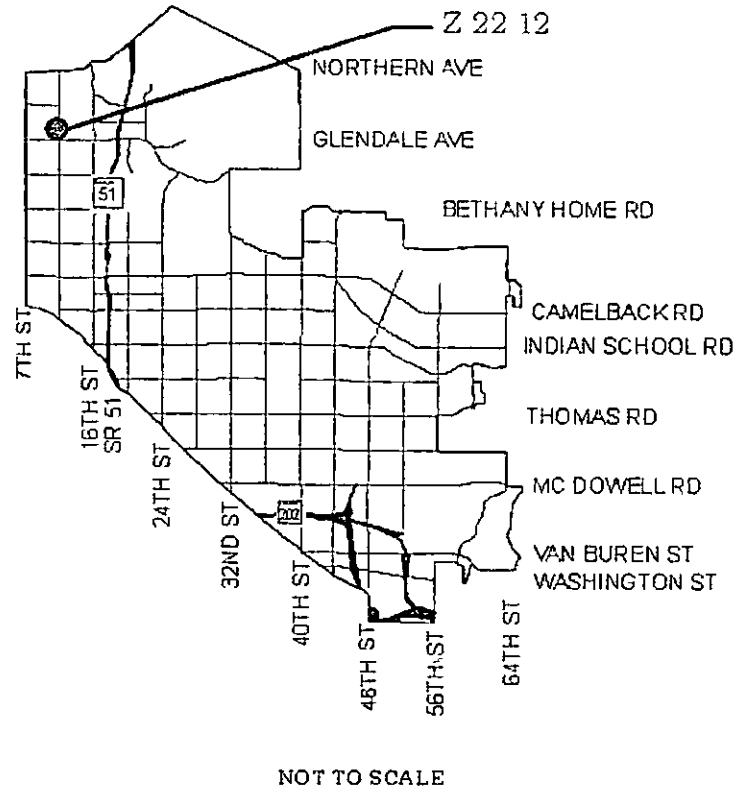 Z 22 12
NORTHERN AVE
GLENDALE AVE
51
BETHANY HOME RD
CAMELBACK RD
INDIAN SCHOOL RD
7TH ST
16TH ST
SR 51
THOMAS RD
24TH ST
MC DOWELL RD
32ND ST
202
VAN BUREN ST
WASHINGTON ST
40TH ST
48TH ST
56TH ST
64TH ST
NOT TO SCALE